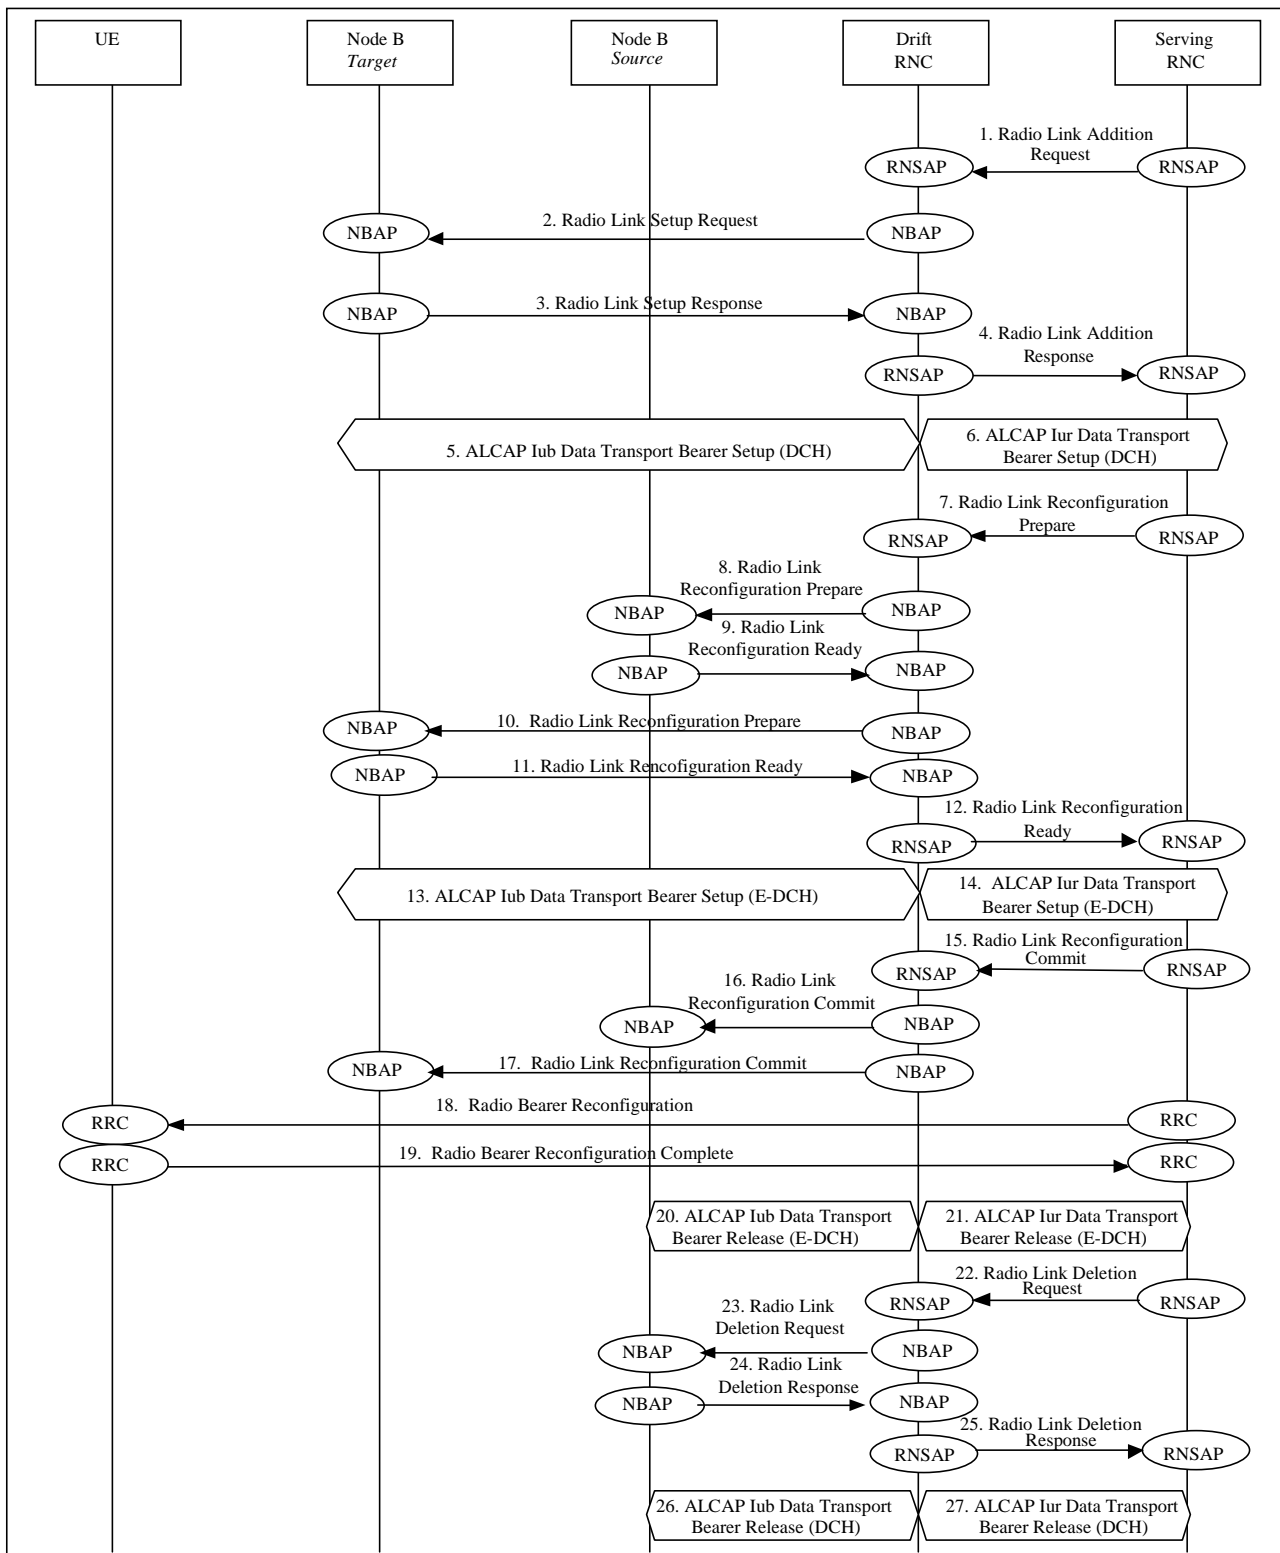 UE
Node B
Target
Node B
Source
Drift
RNC
Serving
RNC
1. Radio Link Addition
Request
RNSAP
RNSAP
2. Radio Link Setup Request
NBAP
NBAP
3. Radio Link Setup Response
NBAP
NBAP
4. Radio Link Addition
Response
RNSAP
RNSAP
5. ALCAP Iub Data Transport Bearer Setup (DCH)
6. ALCAP Iur Data Transport
Bearer Setup (DCH)
7. Radio Link Reconfiguration
Prepare
RNSAP
RNSAP
8. Radio Link
Reconfiguration Prepare
NBAP
NBAP
9. Radio Link
Reconfiguration Ready
NBAP
NBAP
10.  Radio Link Reconfiguration Prepare
NBAP
NBAP
11. Radio Link Rencofiguration Ready
NBAP
NBAP
12. Radio Link Reconfiguration
Ready
RNSAP
RNSAP
13. ALCAP Iub Data Transport Bearer Setup (E-DCH)
14.  ALCAP Iur Data Transport
Bearer Setup (E-DCH)
15. Radio Link Reconfiguration
Commit
RNSAP
RNSAP
16. Radio Link
Reconfiguration Commit
NBAP
NBAP
17.  Radio Link Reconfiguration Commit
NBAP
NBAP
18.  Radio Bearer Reconfiguration
RRC
RRC
19.  Radio Bearer Reconfiguration Complete
RRC
RRC
20. ALCAP Iub Data Transport
Bearer Release (E-DCH)
21. ALCAP Iur Data Transport
Bearer Release (E-DCH)
22. Radio Link Deletion
Request
RNSAP
RNSAP
23. Radio Link
Deletion Request
NBAP
NBAP
24. Radio Link
Deletion Response
NBAP
NBAP
25. Radio Link Deletion
Response
RNSAP
RNSAP
26. ALCAP Iub Data Transport
Bearer Release (DCH)
27. ALCAP Iur Data Transport
Bearer Release (DCH)